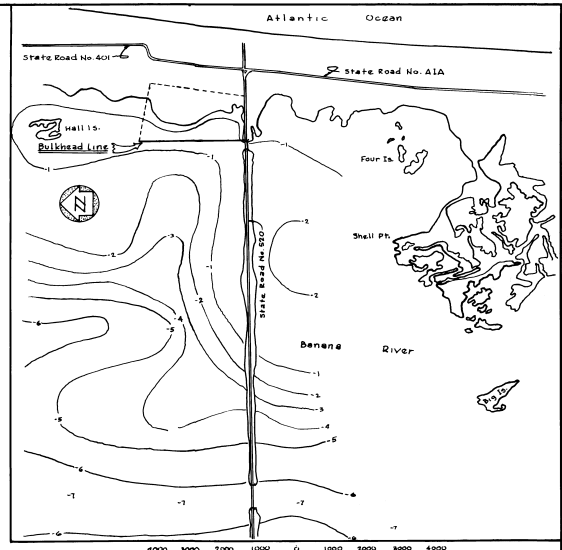 Atlantic Ocean
State Road No. 401
State Road No. A1A
Hall Is.
Bulkhead Line
Four Is.
-1
-1
-1
N
Shell Pt.
-2
-2
-3
-1
-2
-2
State Road No. 520
-4
-5
-6
Banana River
-1
-2
-3
-4
-5
-5
Big Is.
-6
-6
-7
-7
-7
-7
-6
-6
4000 3000 2000 1000 0 1000 2000 3000 4000